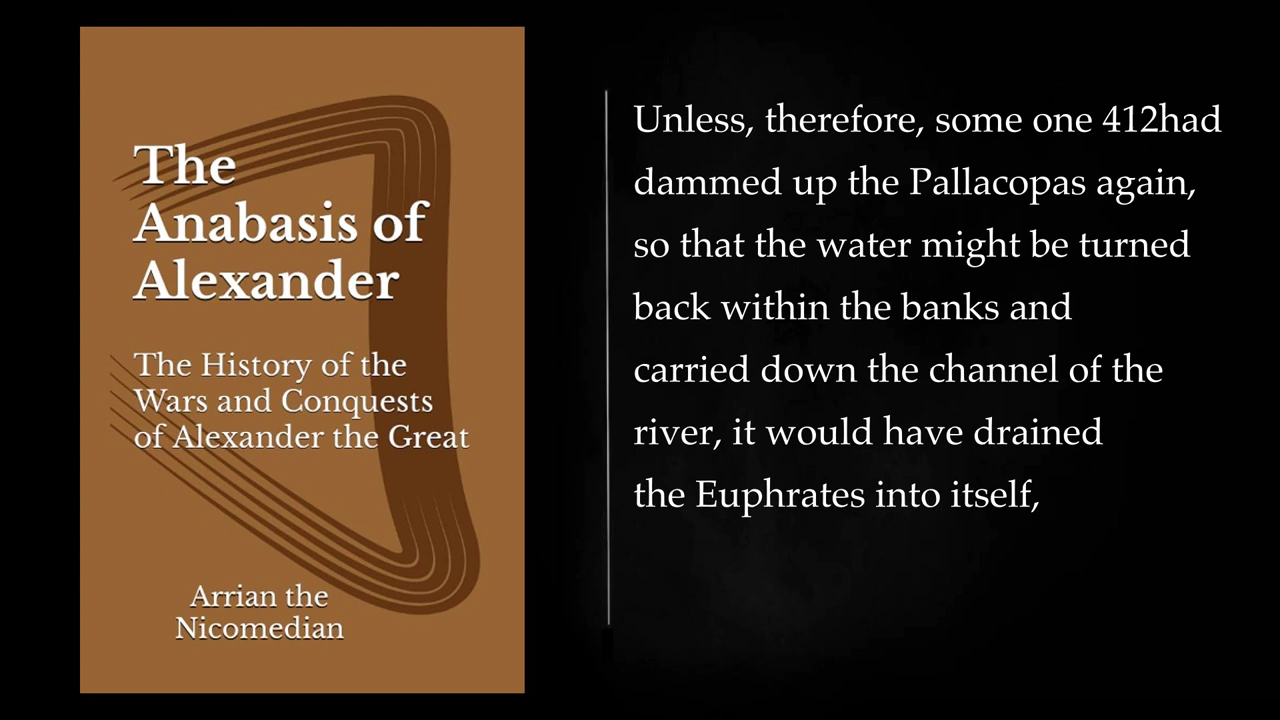 The
Anabasis of
Alexander
The History of the
Wars and Conquests
of Alexander the Great
Arrian the
Nicomedian
Unless, therefore, some one 412had
dammed up the Pallacopas again,
so that the water might be turned
back within the banks and
carried down the channel of the
river, it would have drained
the Euphrates into itself,